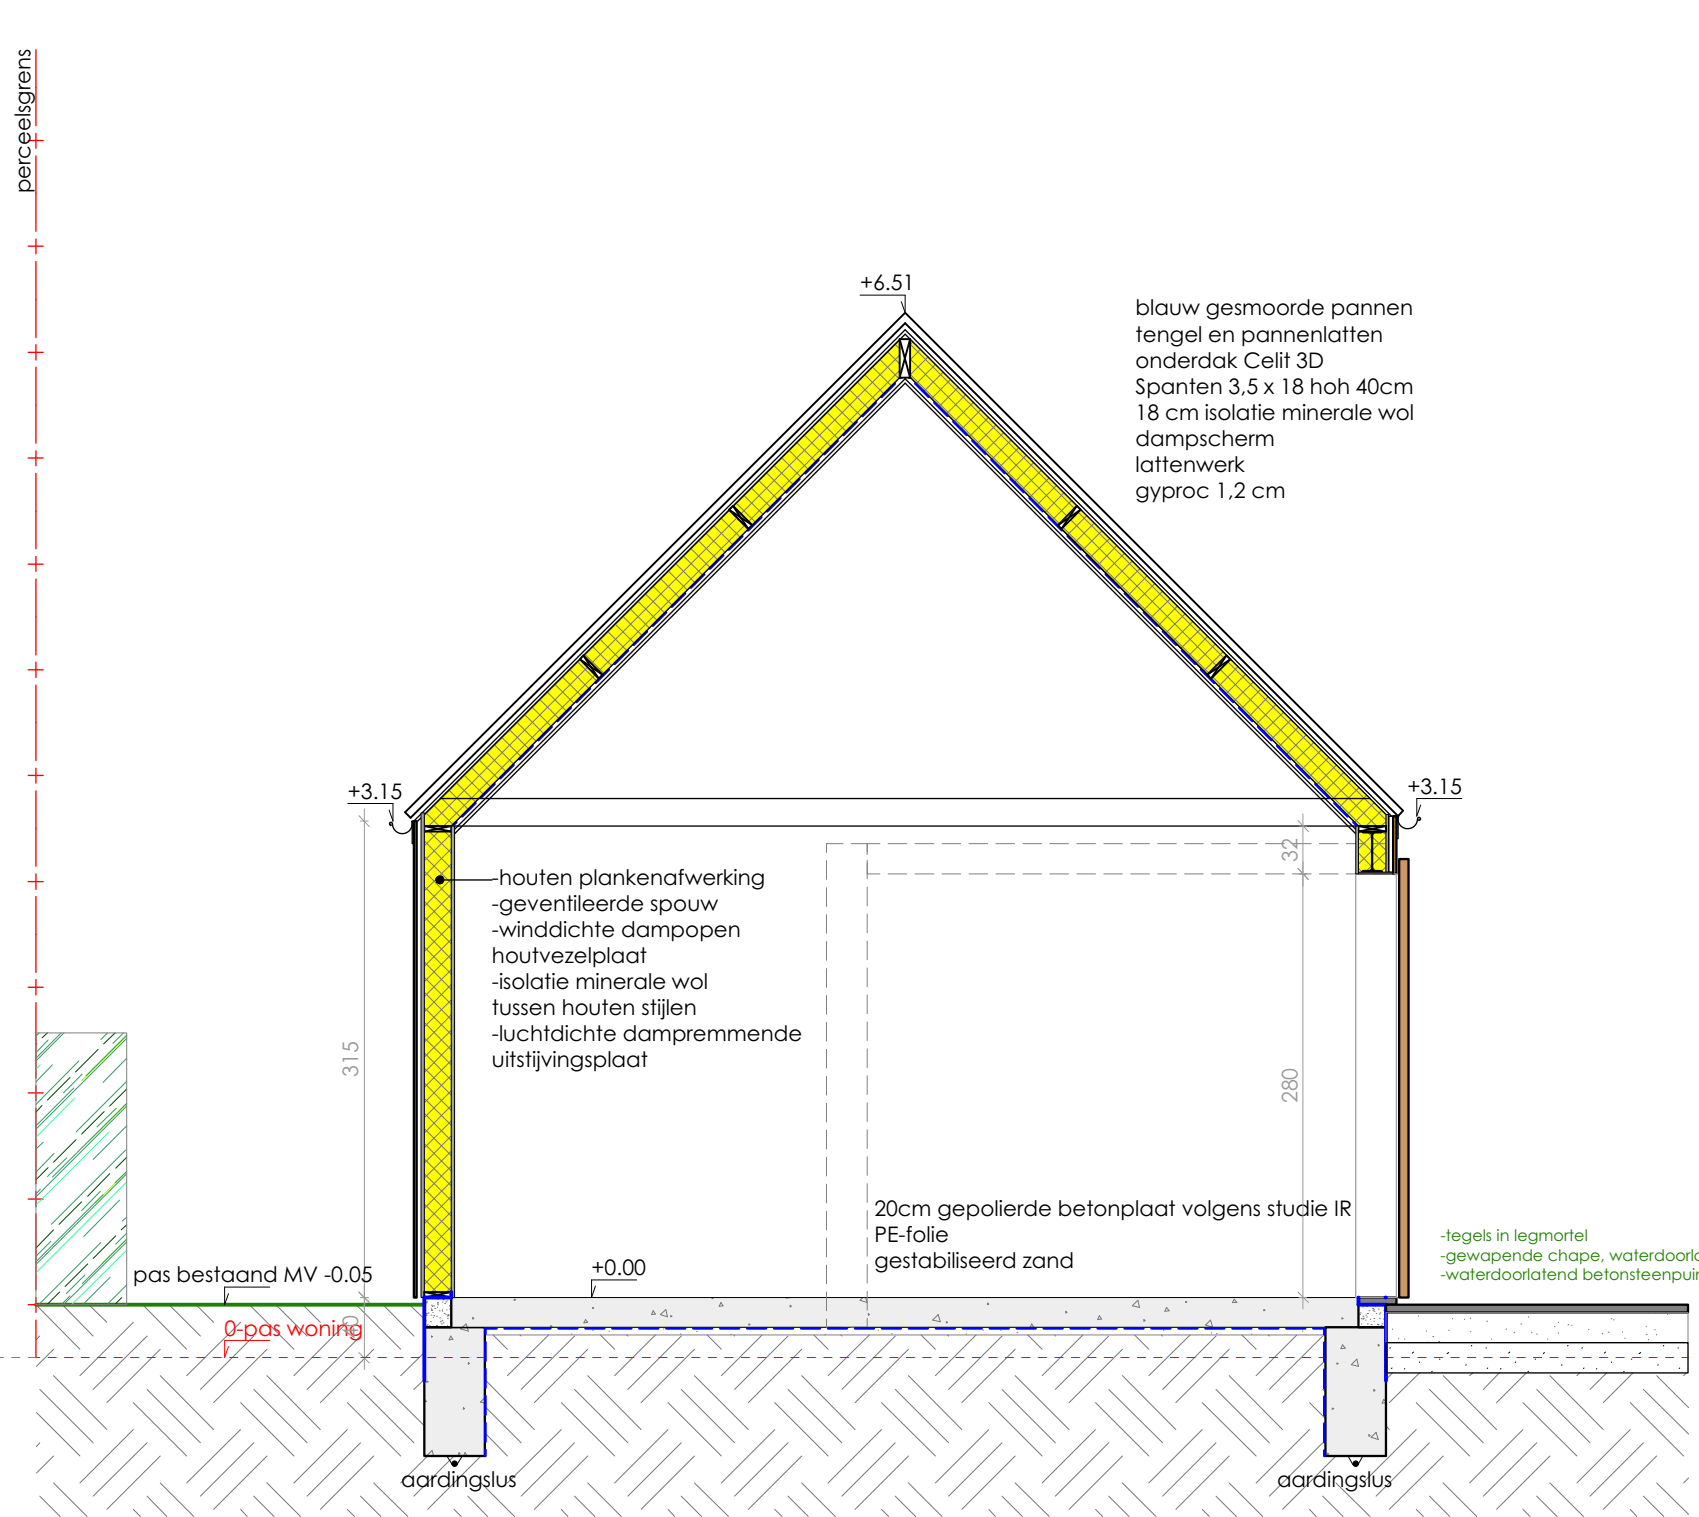 perceelsgrens
+6.51
blauw gesmoorde pannen
tengel en pannenlatten
onderdak Celit 3D
Spanten 3,5 x 18 hoh 40cm
18 cm isolatie minerale wol
dampscherm
lattenwerk
gyproc 1,2 cm
+3.15
+3.15
32
-houten plankenafwerking
-geventileerde spouw
-winddichte dampopen
houtvezelplaat
-isolatie minerale wol
tussen houten stijlen
-luchtdichte dampremmende
uitstijvingsplaat
315
280
20cm gepolierde betonplaat volgens studie IR
PE-folie
gestabiliseerd zand
-tegels in legmortel
-gewapende chape,
-waterdoorlatend
+0.00
pas bestaand MV -0.05
0-pas woning
aardingslus
aardingslus